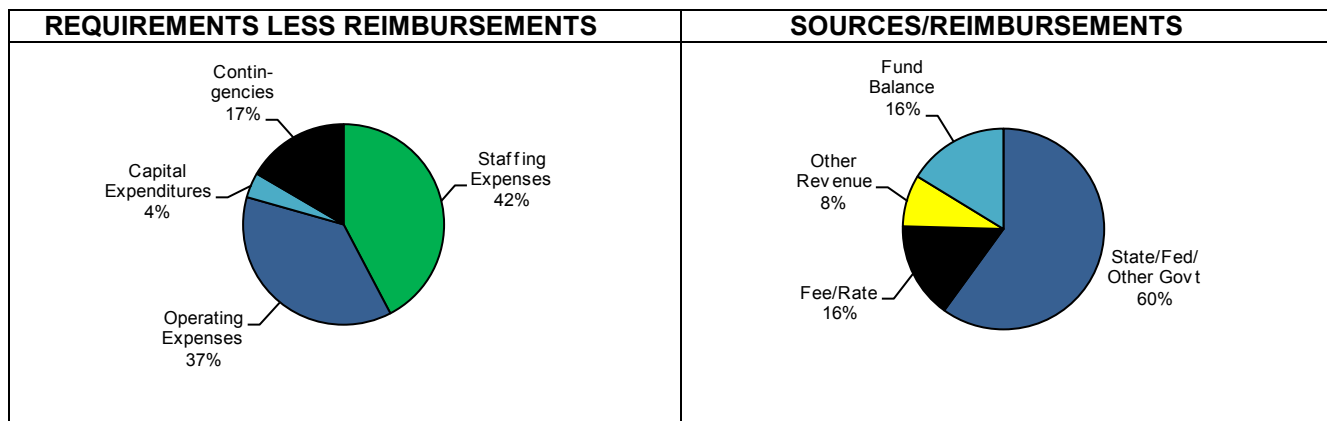 REQUIREMENTS LESS REIMBURSEMENTS
Contin-
gencies
17%
Capital
Expenditures
4%
Staffing
Expenses
42%
Operating
Expenses
37%
SOURCES/REIMBURSEMENTS
Fund
Balance
16%
Other
Revenue
8%
Fee/Rate
16%
State/Fed/
Other Govt
60%